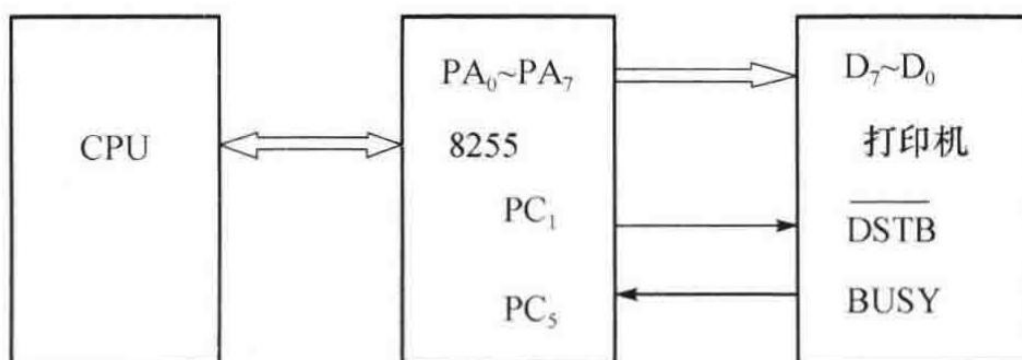 CPU
PA₀~PA₇
8255
PC₁
PC₅
D₇~D₀
打印机
DSTB
BUSY